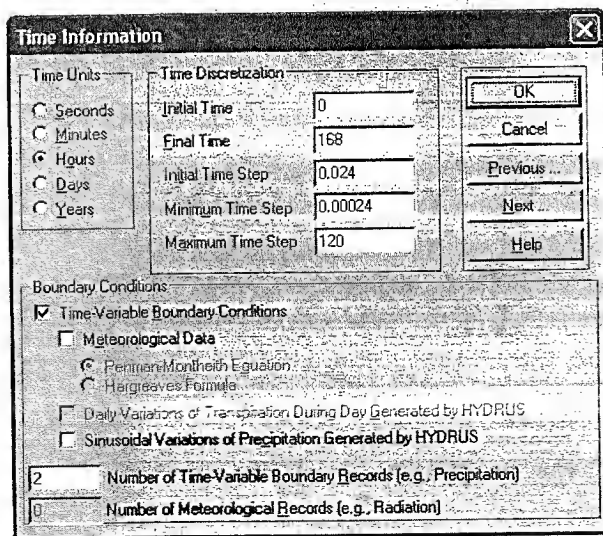 Time Information
Time Units
Seconds
Minutes
Hours
Days
Years
Time Discretization
Initial Time 0
Final Time 168
Initial Time Step 0.024
Minimum Time Step 0.00024
Maximum Time Step 120
OK
Cancel
Previous ...
Next ...
Help
Boundary Conditions
Time-Variable Boundary Conditions
Meteorological Data
Penman-Montheith Equation
Hargreaves Formula
Daily Variations of Transpiration During Day Generated by HYDRUS
Sinusoidal Variations of Precipitation Generated by HYDRUS
2 Number of Time-Variable Boundary Records (e.g., Precipitation)
0 Number of Meteorological Records (e.g., Radiation)